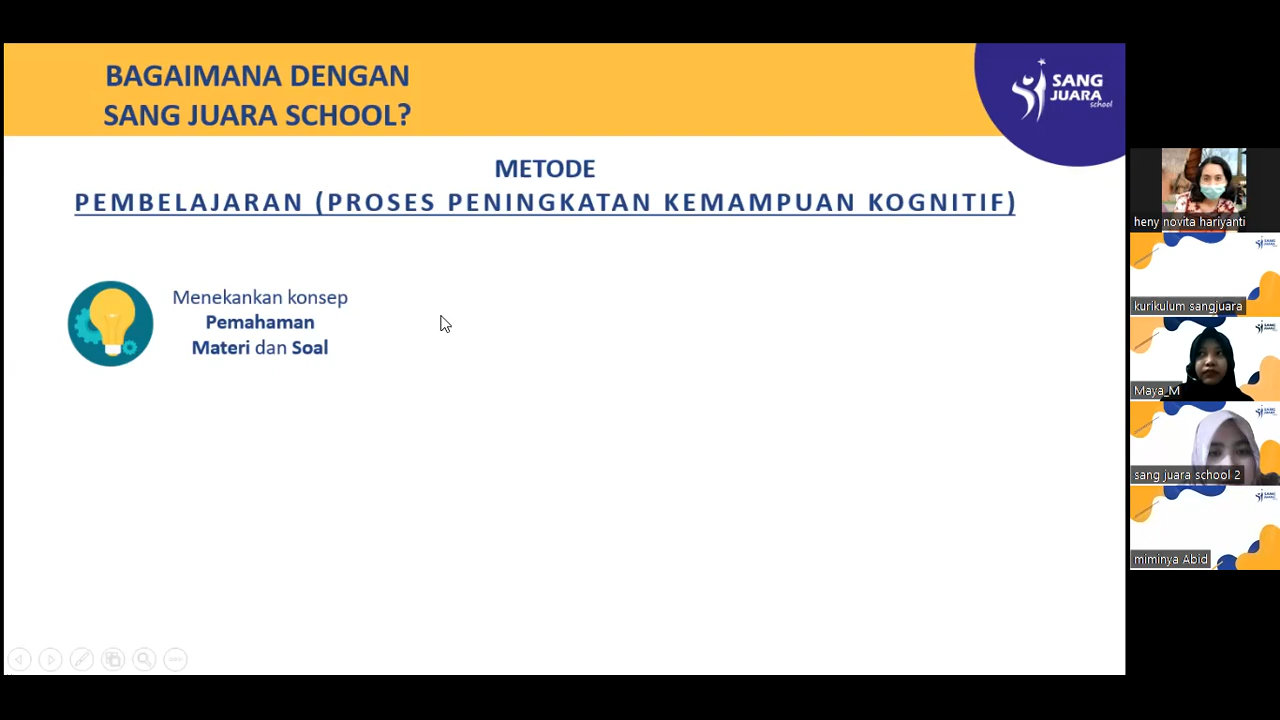 BAGAIMANA DENGAN
SANG JUARA SCHOOL?
SANG
JUARA
school
METODE
PEMBELAJARAN (PROSES PENINGKATAN KEMAMPUAN KOGNITIF)
Menekankan konsep
Pemahaman
Materi dan Soal
heny novita hariyanti
kurikulum sangjuara
Maya_M
sang juara school 2
miminya Abid